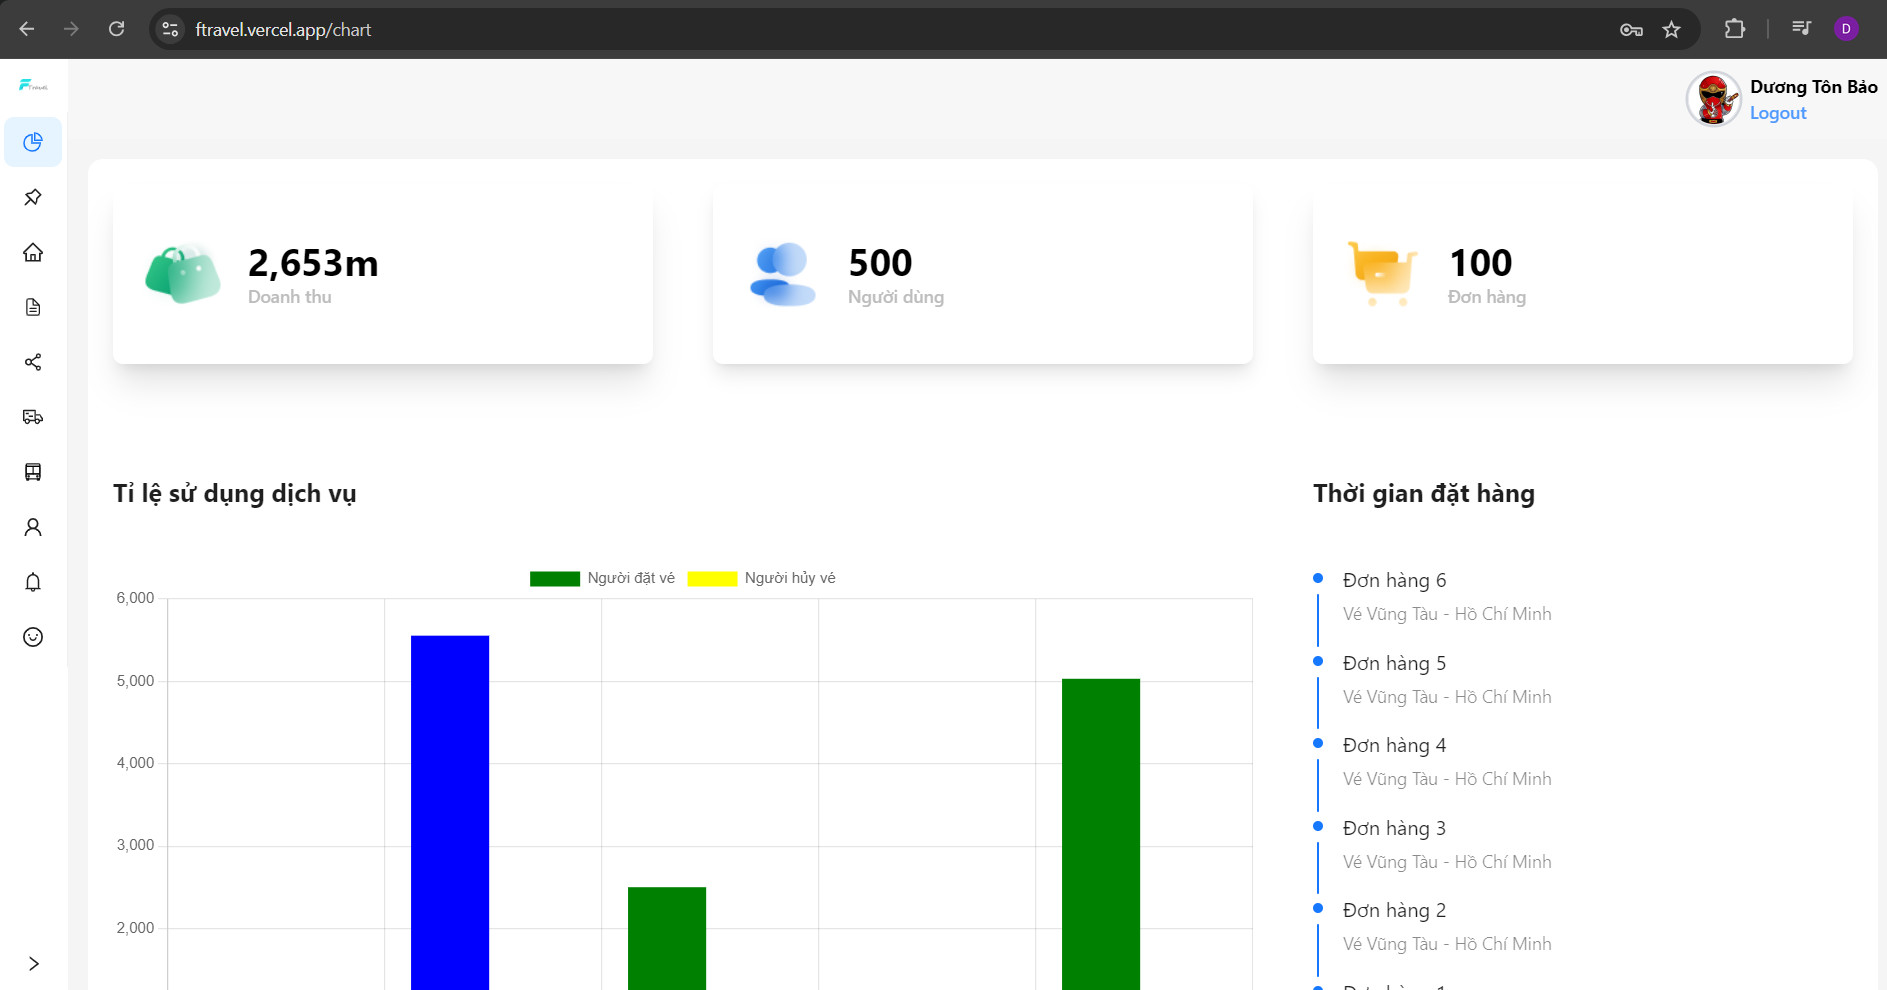 ftravel.vercel.app/chart
D
Dương Tôn Bảo
Logout
2,653m
Doanh thu
500
Người dùng
100
Đơn hàng
Tỉ lệ sử dụng dịch vụ
Người đặt vé
Người hủy vé
6,000
5,000
4,000
3,000
2,000
Thời gian đặt hàng
Đơn hàng 6
Vé Vũng Tàu - Hồ Chí Minh
Đơn hàng 5
Vé Vũng Tàu - Hồ Chí Minh
Đơn hàng 4
Vé Vũng Tàu - Hồ Chí Minh
Đơn hàng 3
Vé Vũng Tàu - Hồ Chí Minh
Đơn hàng 2
Vé Vũng Tàu - Hồ Chí Minh